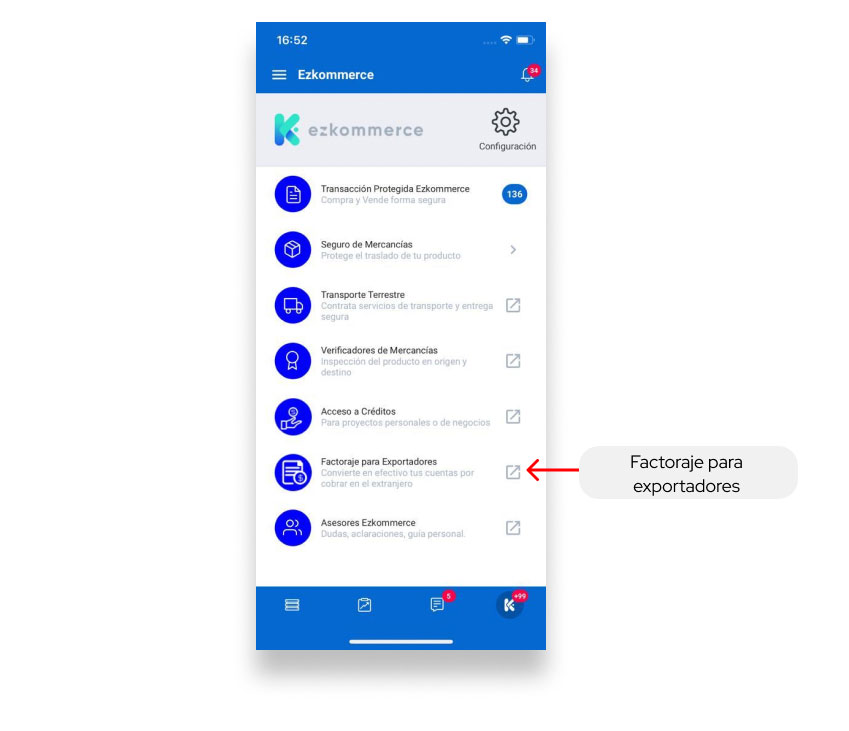 16:52
Ezkommerce
34
ezkommerce
Configuración
Transacción Protegida Ezkommerce
Compra y Vende forma segura
136
Seguro de Mercancías
Protege el traslado de tu producto
Transporte Terrestre
Contrata servicios de transporte y entrega
segura
Verificadores de Mercancías
Inspección del producto en origen y
destino
Acceso a Créditos
Para proyectos personales o de negocios
Factoraje para Exportadores
Convierte en efectivo tus cuentas por
cobrar en el extranjero
Factoraje para
exportadores
Asesores Ezkommerce
Dudas, aclaraciones, guía personal.
5
+99